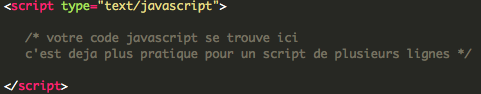 <script type="text/javascript">
/* votre code javascript se trouve ici
c'est deja plus pratique pour un script de plusieurs lignes */
</script>